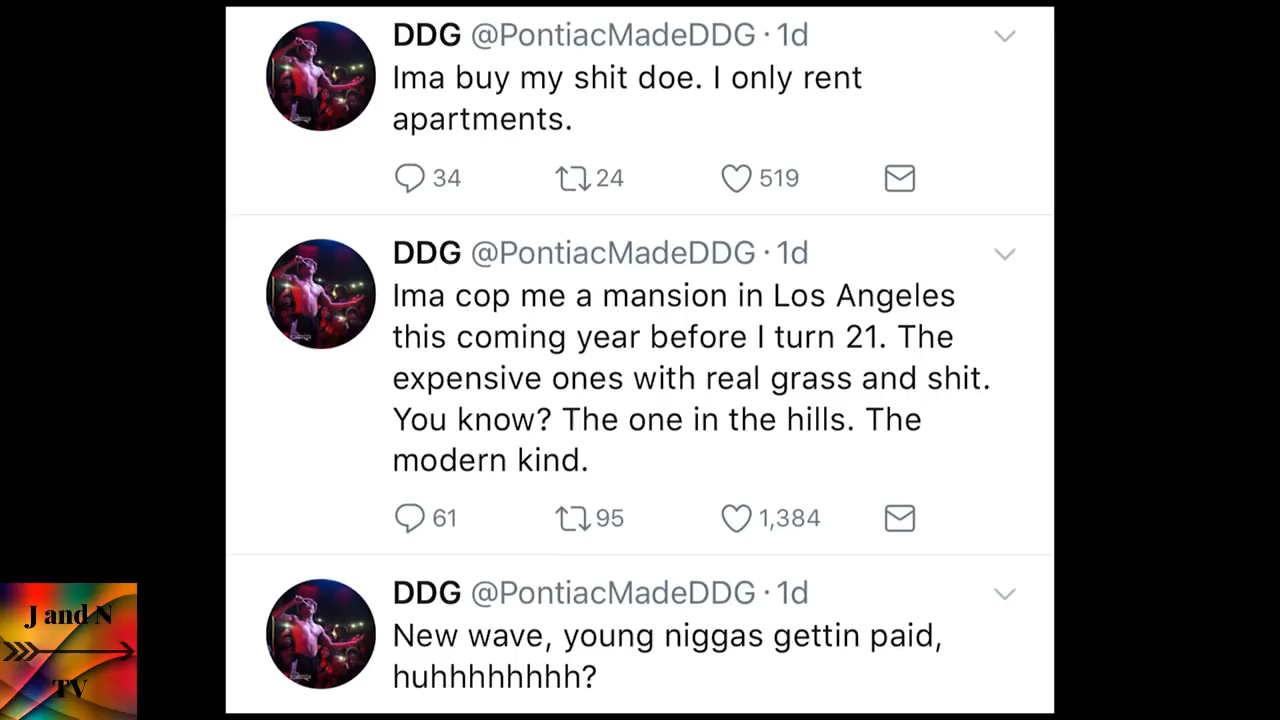 DDG @PontiacMadeDDG · 1d
Ima buy my shit doe. I only rent
apartments.
34 24 519
DDG @PontiacMadeDDG · 1d
Ima cop me a mansion in Los Angeles
this coming year before I turn 21. The
expensive ones with real grass and shit.
You know? The one in the hills. The
modern kind.
61 95 1,384
DDG @PontiacMadeDDG · 1d
New wave, young niggas gettin paid,
huhhhhhhhh?
J and N
TV